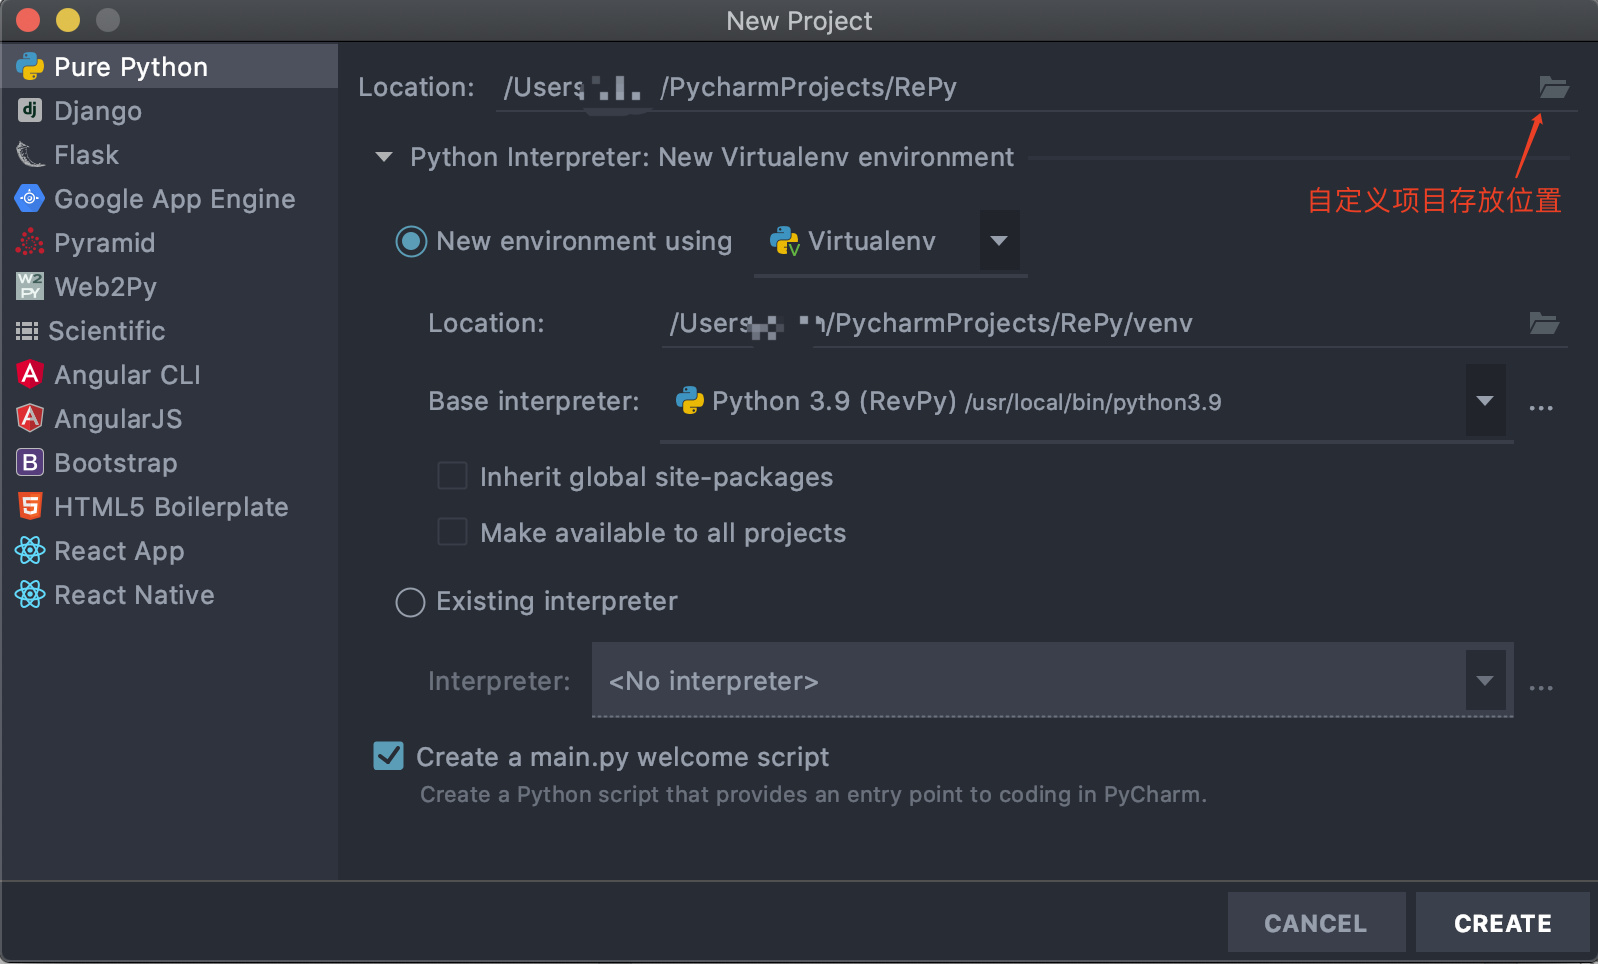 New Project
Pure Python
Django
Flask
Google App Engine
Pyramid
Web2Py
Scientific
Angular CLI
AngularJS
Bootstrap
HTML5 Boilerplate
React App
React Native
Location: /Users /PycharmProjects/RePy
自定义项目存放位置
Python Interpreter: New Virtualenv environment
New environment using Virtualenv
Location: /Users /PycharmProjects/RePy/venv
Base interpreter: Python 3.9 (RevPy) /usr/local/bin/python3.9 ...
Inherit global site-packages
Make available to all projects
Existing interpreter
Interpreter: <No interpreter> ...
Create a main.py welcome script
Create a Python script that provides an entry point to coding in PyCharm.
CANCEL CREATE